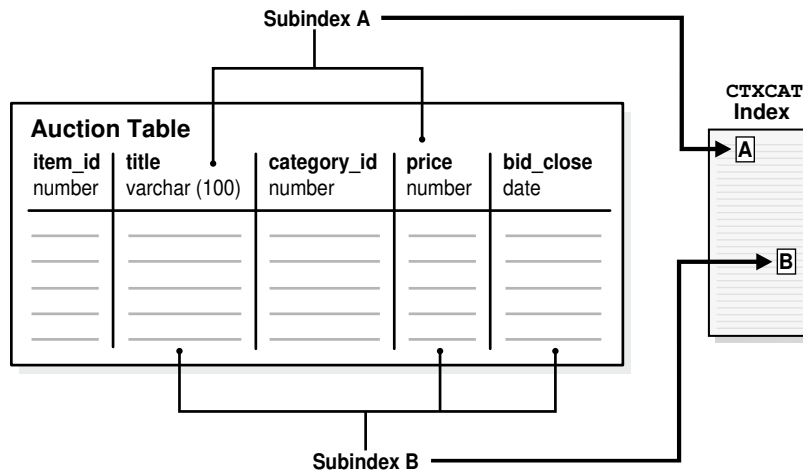 Subindex A
CTXCAT
Index
A
Auction Table
item_id title category_id price bid_close
number varchar (100) number number date
B
Subindex B